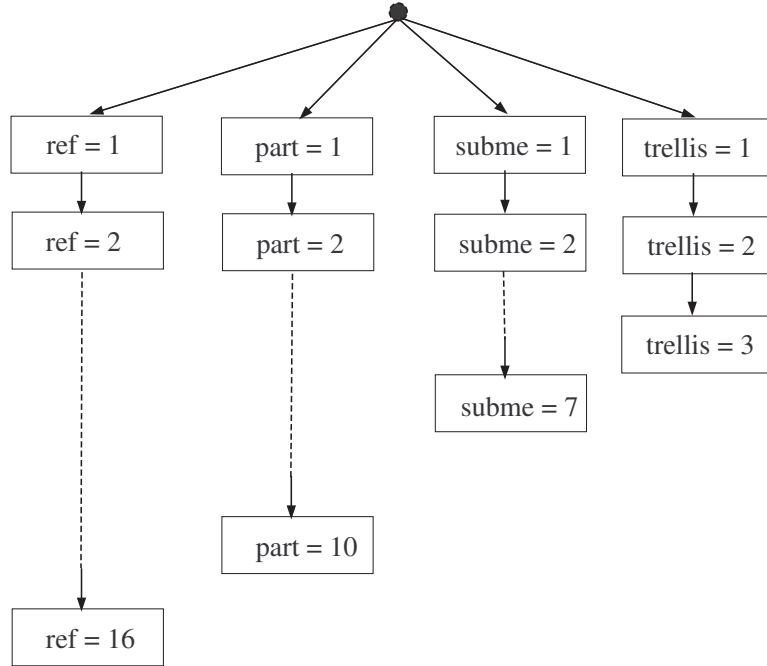 ref = 1
part = 1
subme = 1
trellis = 1
ref = 2
part = 2
subme = 2
trellis = 2
trellis = 3
subme = 7
part = 10
ref = 16